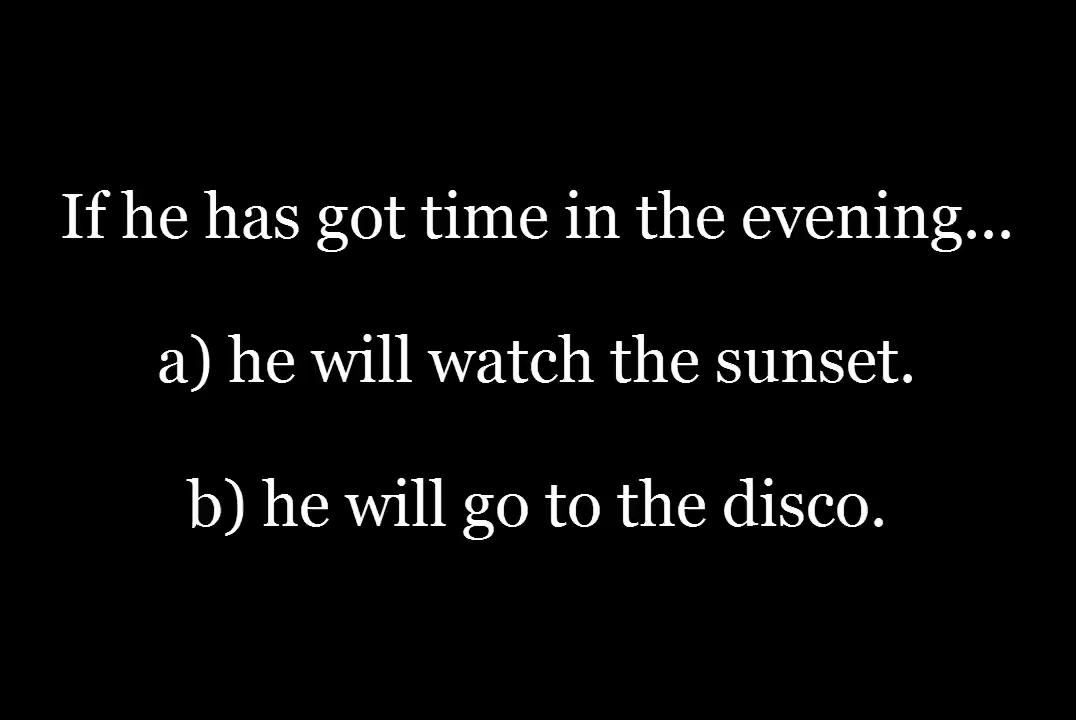 If he has got time in the evening...
a) he will watch the sunset.
b) he will go to the disco.